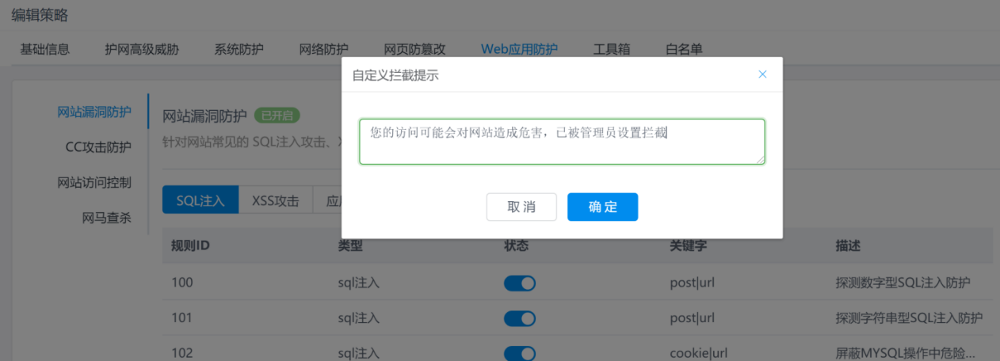 编辑策略
基础信息 护网高级威胁 系统防护 网络防护 网页防篡改 Web应用防护 工具箱 白名单
自定义拦截提示
网站漏洞防护
CC攻击防护
网站访问控制
网马查杀
网站漏洞防护 已开启
针对网站常见的 SQL注入攻击、
您的访问可能会对网站造成危害，已被管理员设置拦截
取 消 确 定
SQL注入 XSS攻击
规则ID 类型 状态 关键字 描述
100 sql注入 post|url 探测数字型SQL注入防护
101 sql注入 post|url 探测字符串型SQL注入防护
102 sql注入 cookie|url 屏蔽MYSQL操作中危险...